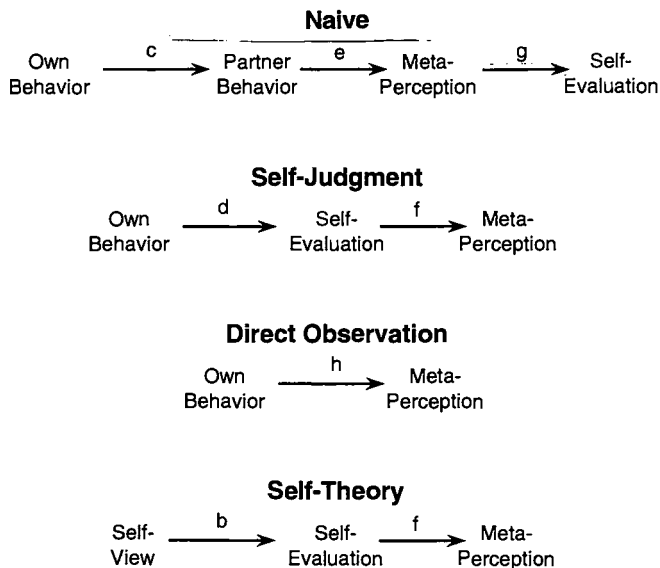 Naive
c e g
Own Partner Meta- Self-
Behavior Behavior Perception Evaluation
Self-Judgment
d f
Own Self- Meta-
Behavior Evaluation Perception
Direct Observation
h
Own Meta-
Behavior Perception
Self-Theory
b f
Self- Self- Meta-
View Evaluation Perception